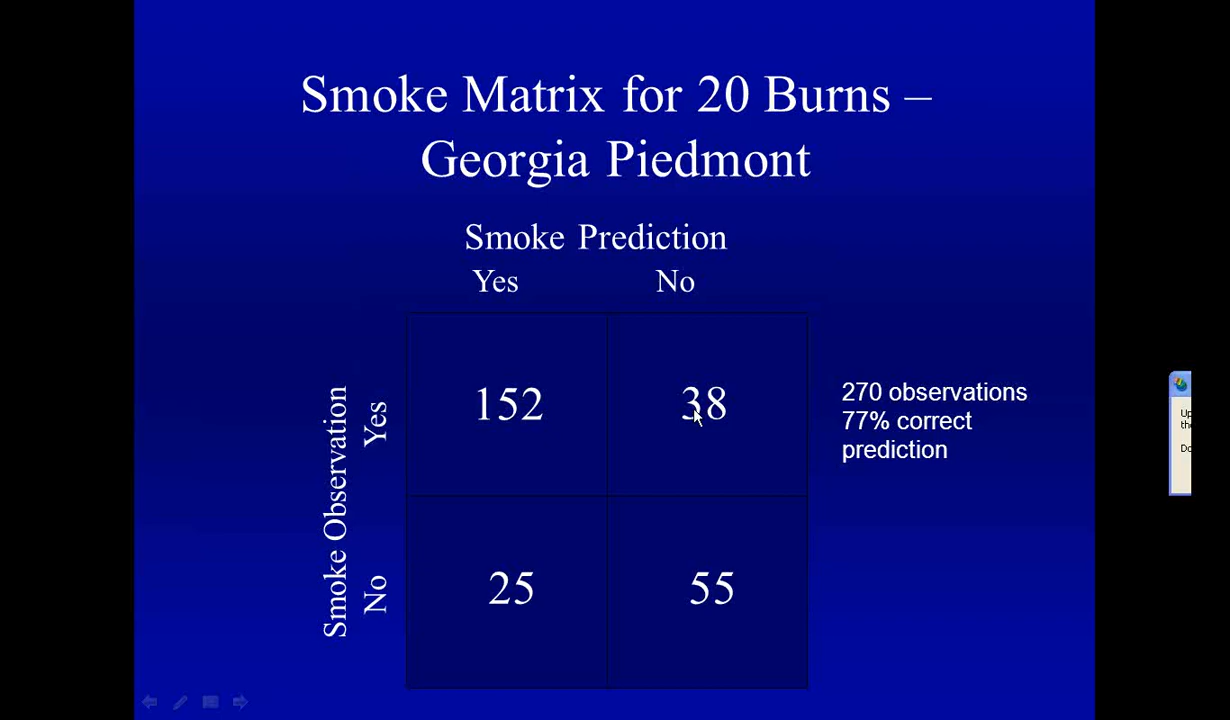 Smoke Matrix for 20 Burns –
Georgia Piedmont
Smoke Prediction
Yes No
Smoke Observation
Yes
152 38
270 observations
77% correct
prediction
No
25 55